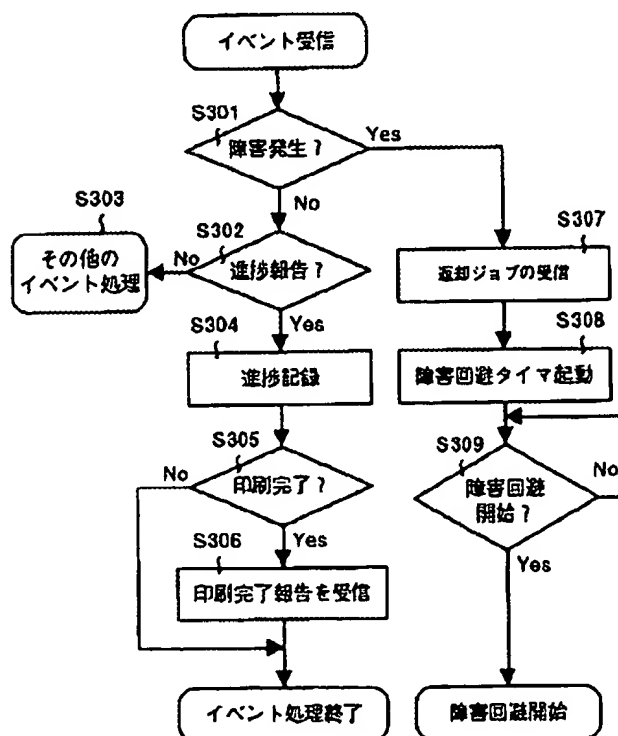 イベント受信
S301
障害発生?
Yes
No
S303
その他の
イベント処理
S302
進捗報告?
No
Yes
S304
進捗記録
S305
印刷完了?
No
Yes
S306
印刷完了報告を受信
イベント処理終了
S307
返却ジョブの受信
S308
障害回避タイマ起動
S309
障害回避
開始?
No
Yes
障害回避開始